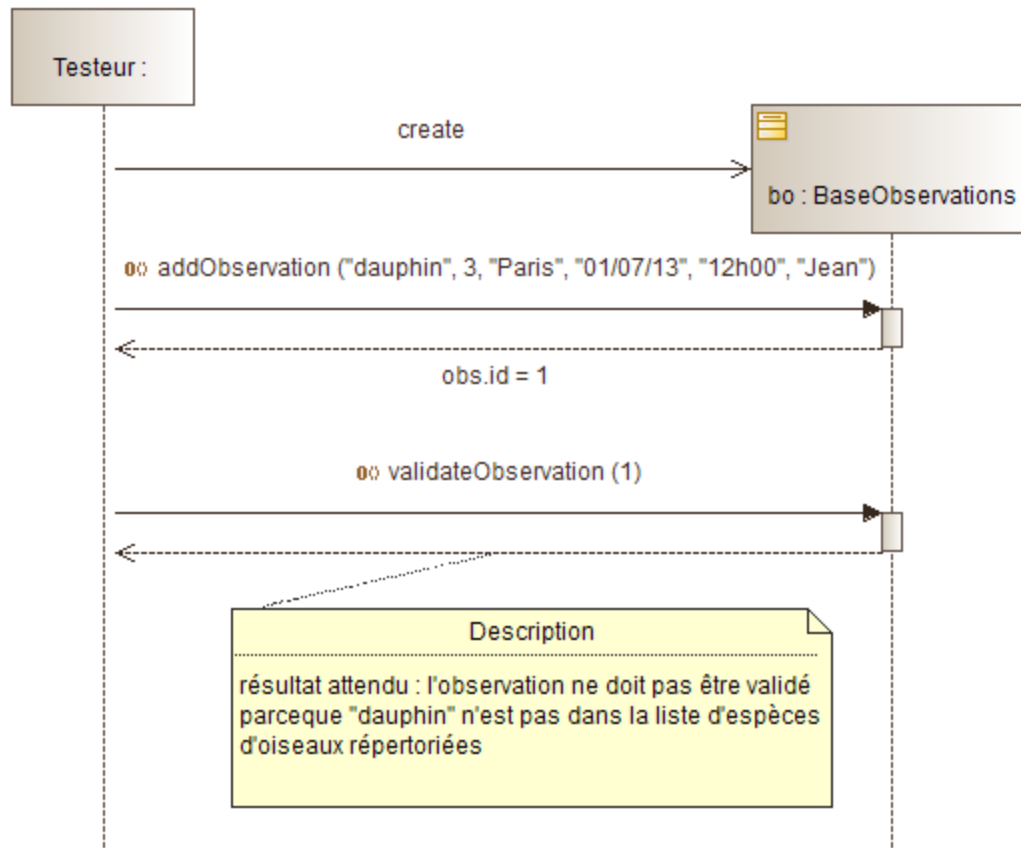 Testeur :
create
bo : BaseObservations
addObservation ("dauphin", 3, "Paris", "01/07/13", "12h00", "Jean")
obs.id = 1
validateObservation (1)
Description
résultat attendu : l'observation ne doit pas être validé
parceque "dauphin" n'est pas dans la liste d'espèces
d'oiseaux répertoriées